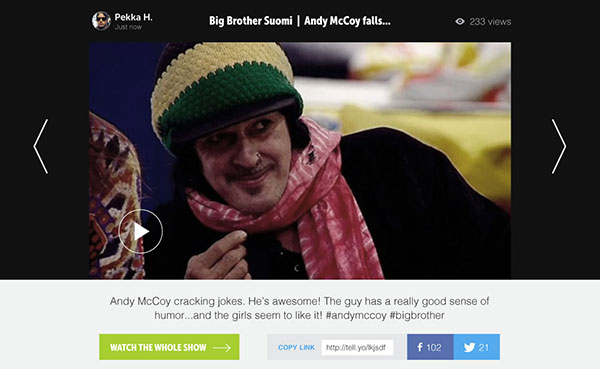 Pekka H.
Just now
Big Brother Suomi | Andy McCoy falls...
233 views
Andy McCoy cracking jokes. He's awesome! The guy has a really good sense of
humor...and the girls seem to like it! #andymccoy #bigbrother
WATCH THE WHOLE SHOW
COPY LINK http://tell.yo/lkjsdf
f 102
21